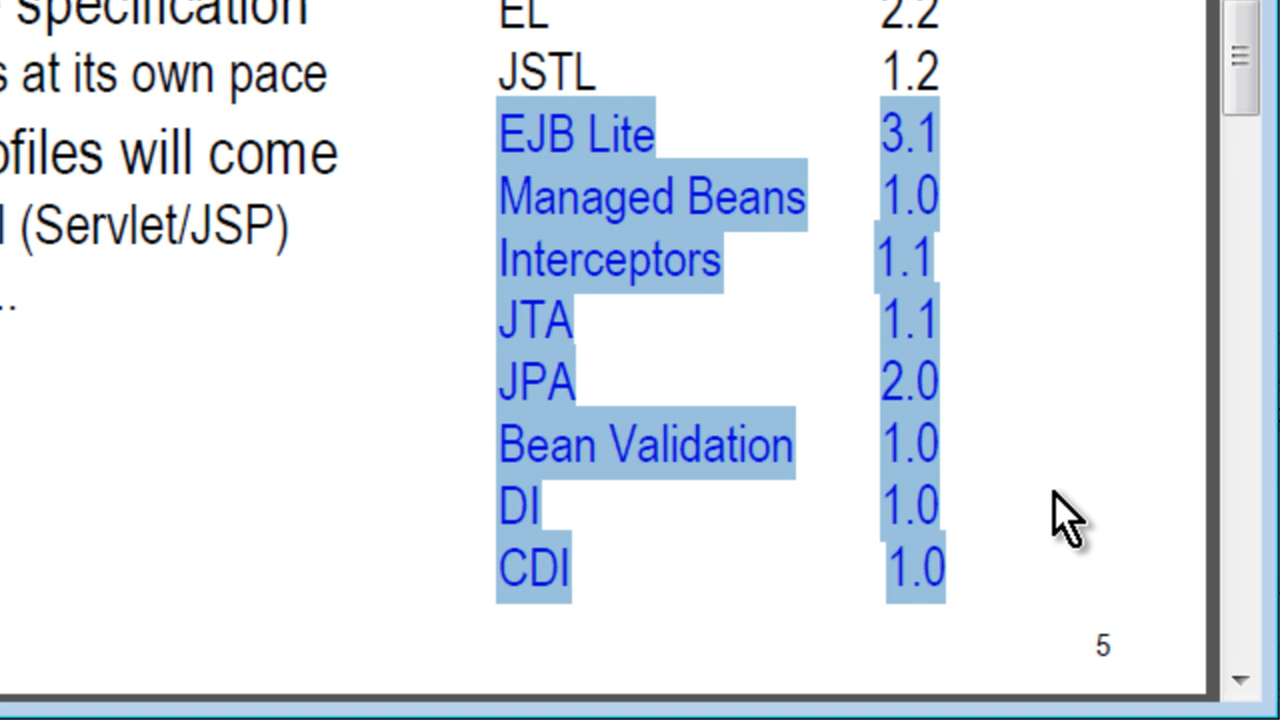 specification
s at its own pace
ofiles will come
l (Servlet/JSP)
..
EL 2.2
JSTL 1.2
EJB Lite 3.1
Managed Beans 1.0
Interceptors 1.1
JTA 1.1
JPA 2.0
Bean Validation 1.0
DI 1.0
CDI 1.0
5